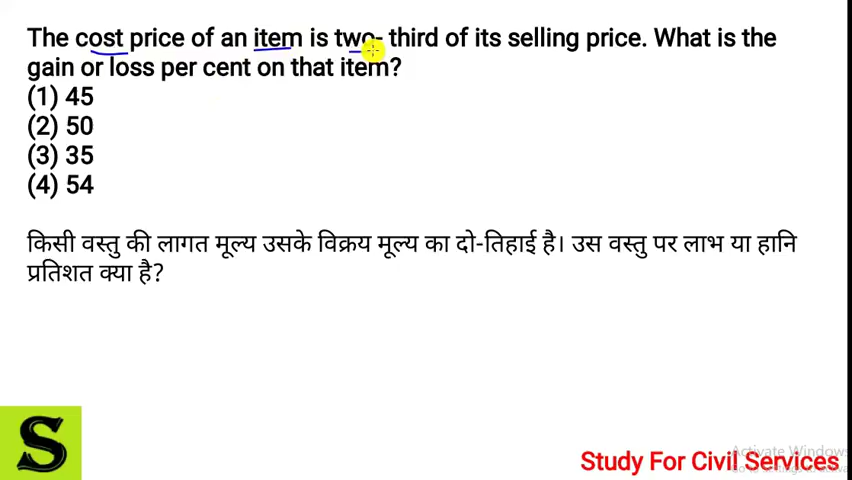 The cost price of an item is two- third of its selling price. What is the
gain or loss per cent on that item?
(1) 45
(2) 50
(3) 35
(4) 54
किसी वस्तु की लागत मूल्य उसके विक्रय मूल्य का दो-तिहाई है। उस वस्तु पर लाभ या हानि
प्रतिशत क्या है?
S
Activate Windows
Study For Civil Services